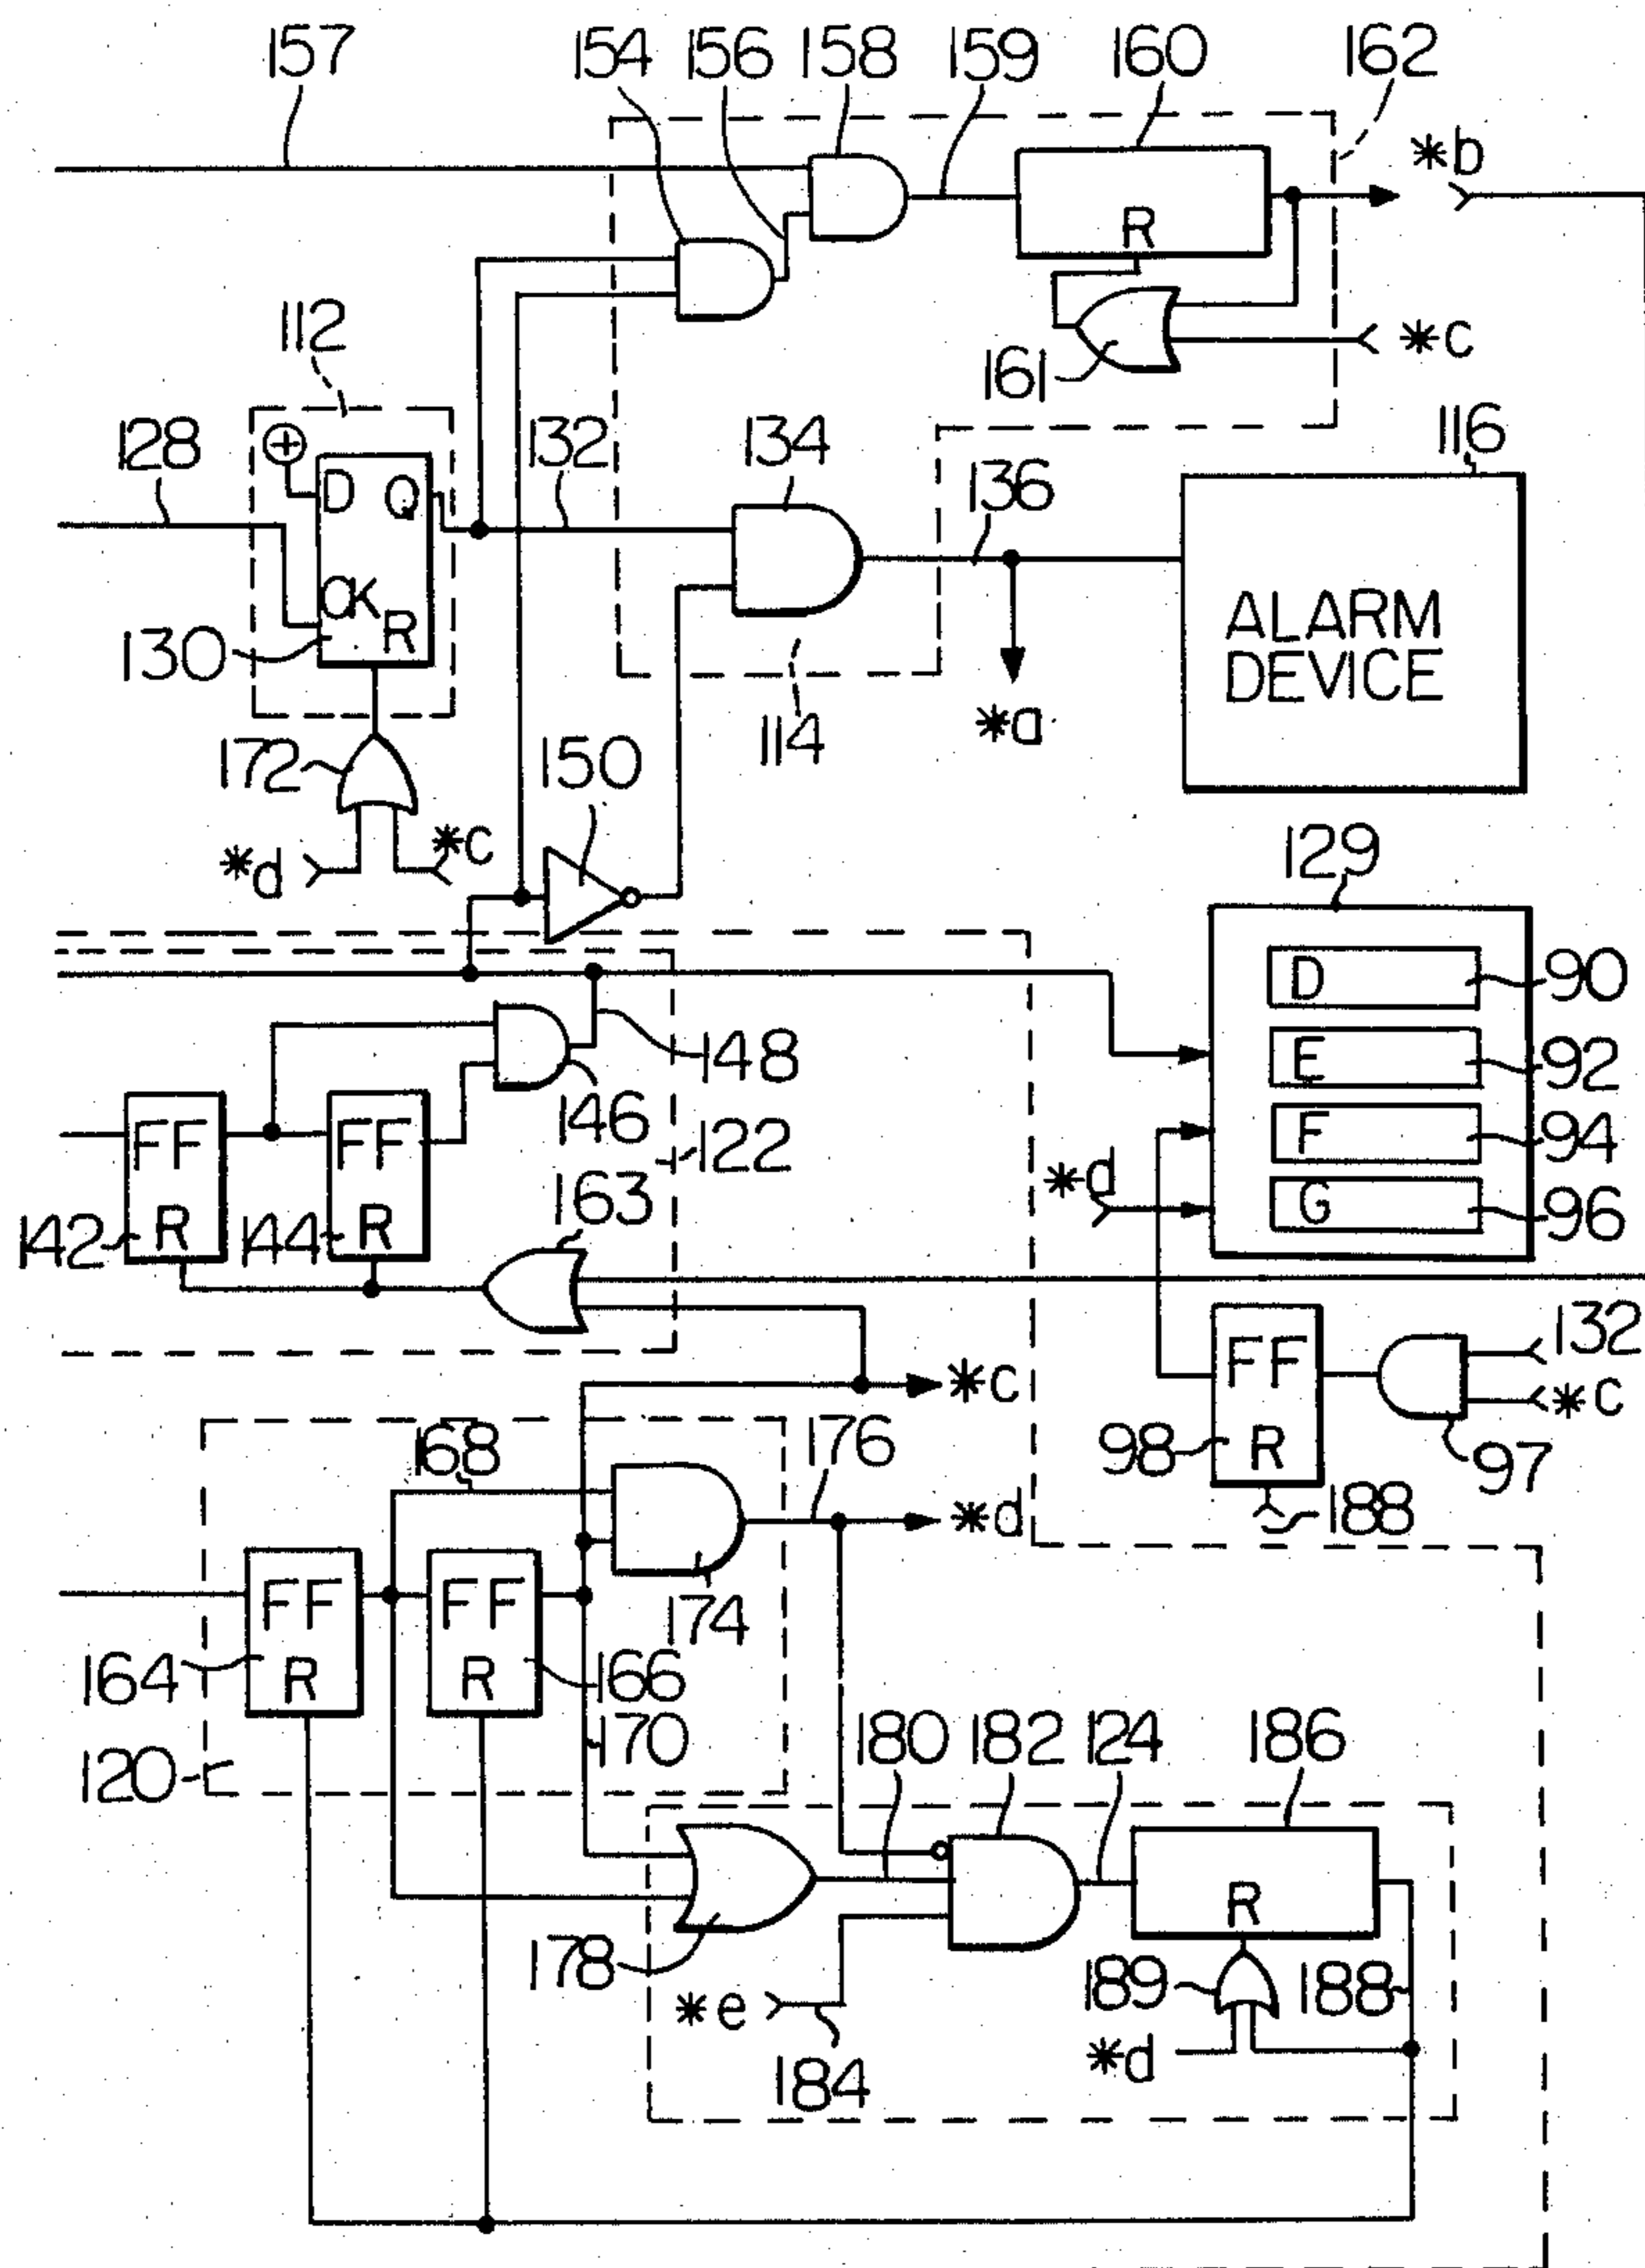 157
154
156
158
159
160
162
*b
R
112
161
*c
128
+
132
134
136
116
D Q
CK
R
130
ALARM
DEVICE
*a
114
172
150
*c
*d
129
D
90
148
E
92
146
FF
FF
122
F
94
*d
163
G
96
142
R
144
R
132
FF
*c
*c
168
176
98
R
97
*d
188
FF
FF
174
164
R
R
166
170
180
182
124
186
120
R
178
189
188
*e
*d
184